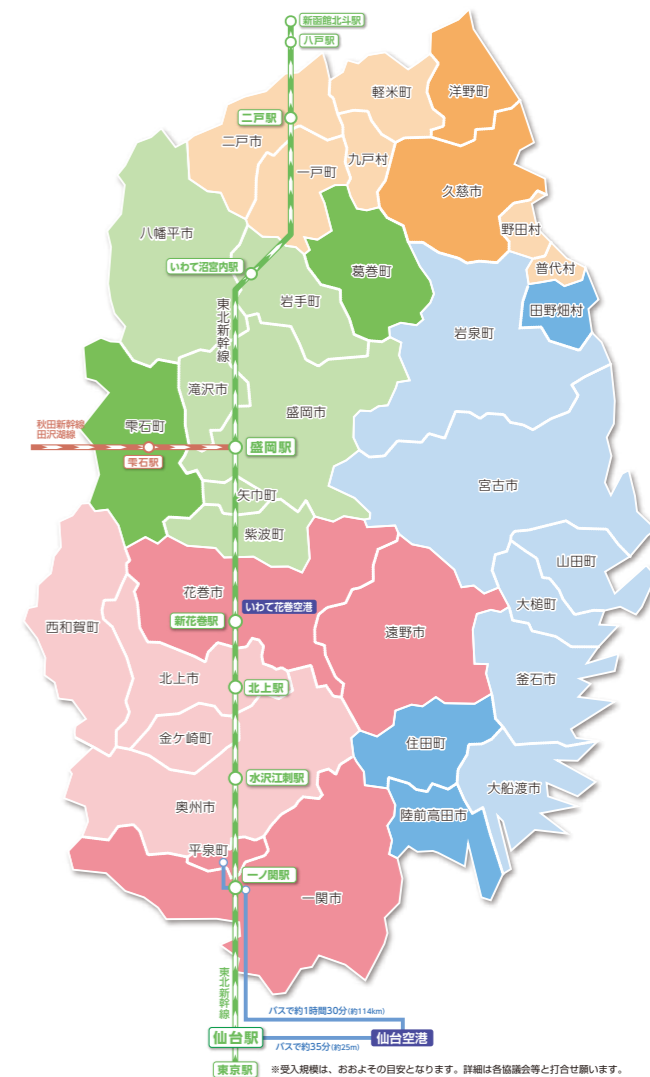 新函館北斗駅
八戸駅
軽米町
洋野町
二戸駅
二戸市
一戸町
九戸村
久慈市
野田村
八幡平市
いわて沼宮内駅
葛巻町
普代村
岩手町
田野畑村
東北新幹線
岩泉町
滝沢市
盛岡市
雫石町
秋田新幹線
田沢湖線
雫石駅
盛岡駅
宮古市
矢巾町
紫波町
山田町
花巻市
いわて花巻空港
大槌町
西和賀町
新花巻駅
遠野市
北上市
北上駅
釜石市
金ケ崎町
住田町
水沢江刺駅
大船渡市
奥州市
陸前高田市
平泉町
一ノ関駅
一関市
東北新幹線
バスで約1時間30分(約114km)
仙台駅
仙台空港
バスで約35分(約25m)
東京駅
※受入規模は、おおよその目安となります。詳細は各協議会等と打合せ願います。